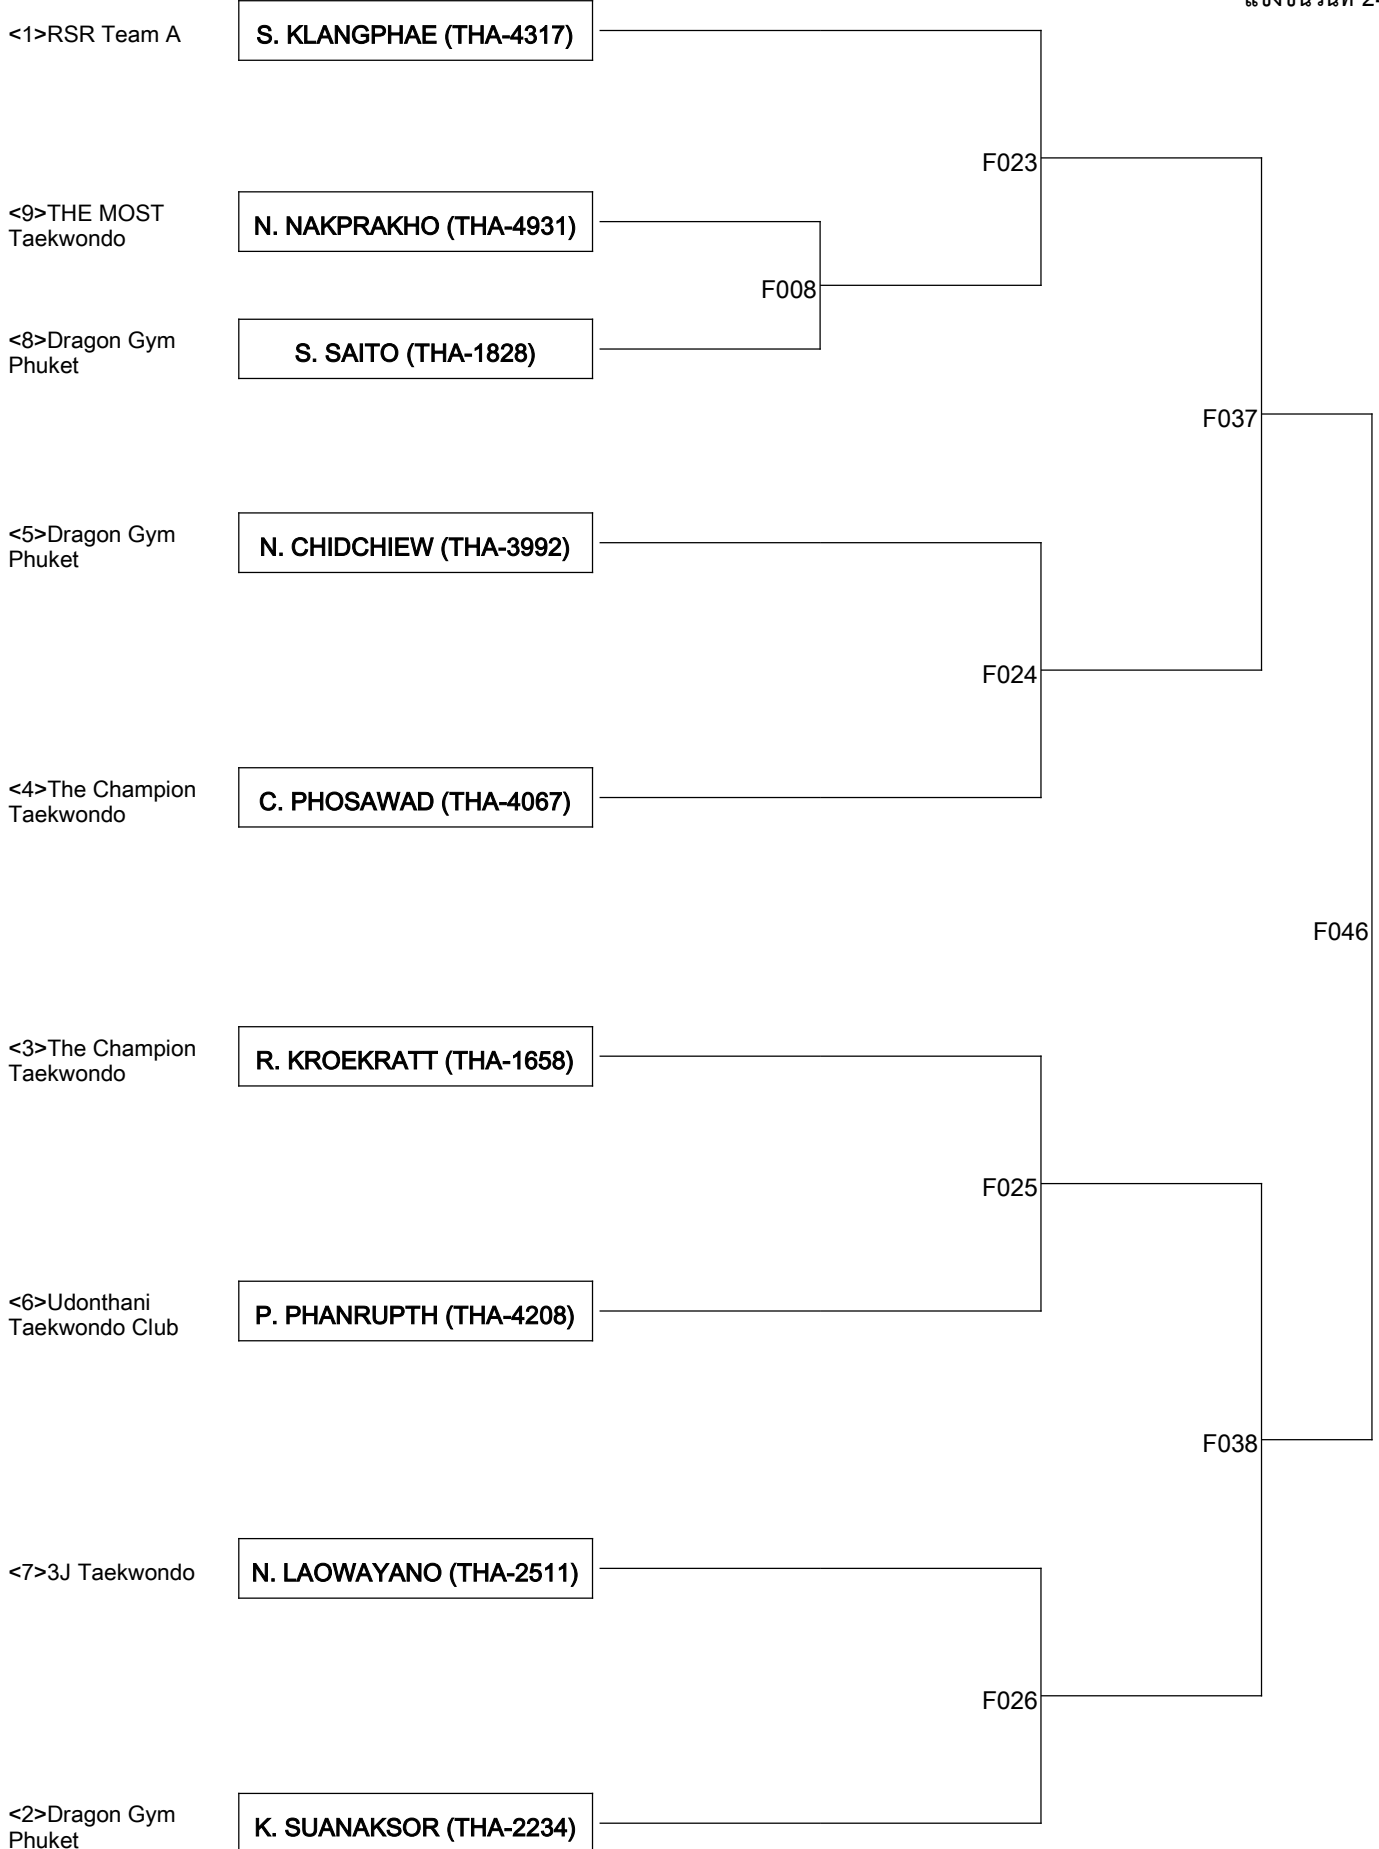 <1>RSR Team A
S. KLANGPHAE (THA-4317)
F023
<9>THE MOST
Taekwondo
N. NAKPRAKHO (THA-4931)
F008
<8>Dragon Gym
Phuket
S. SAITO (THA-1828)
F037
<5>Dragon Gym
Phuket
N. CHIDCHIEW (THA-3992)
F024
<4>The Champion
Taekwondo
C. PHOSAWAD (THA-4067)
F046
<3>The Champion
Taekwondo
R. KROEKRATT (THA-1658)
F025
<6>Udonthani
Taekwondo Club
P. PHANRUPTH (THA-4208)
F038
<7>3J Taekwondo
N. LAOWAYANO (THA-2511)
F026
<2>Dragon Gym
Phuket
K. SUANAKSOR (THA-2234)